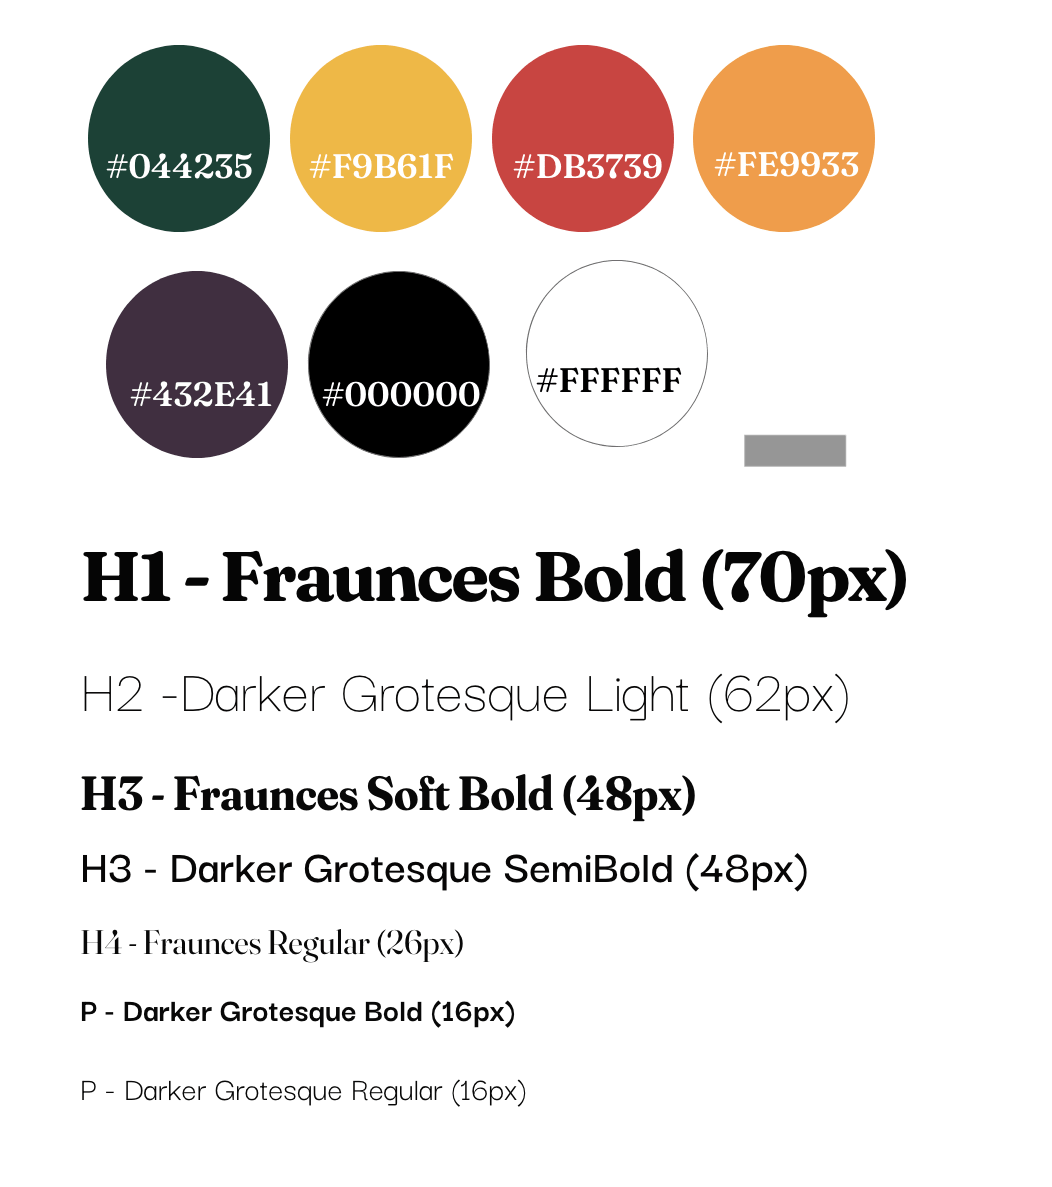 #044235 #F9B61F #DB3739 #FE9933
#432E41 #000000 #FFFFFF
H1 - Fraunces Bold (70px)
H2 -Darker Grotesque Light (62px)
H3 - Fraunces Soft Bold (48px)
H3 - Darker Grotesque SemiBold (48px)
H4 - Fraunces Regular (26px)
P - Darker Grotesque Bold (16px)
P - Darker Grotesque Regular (16px)